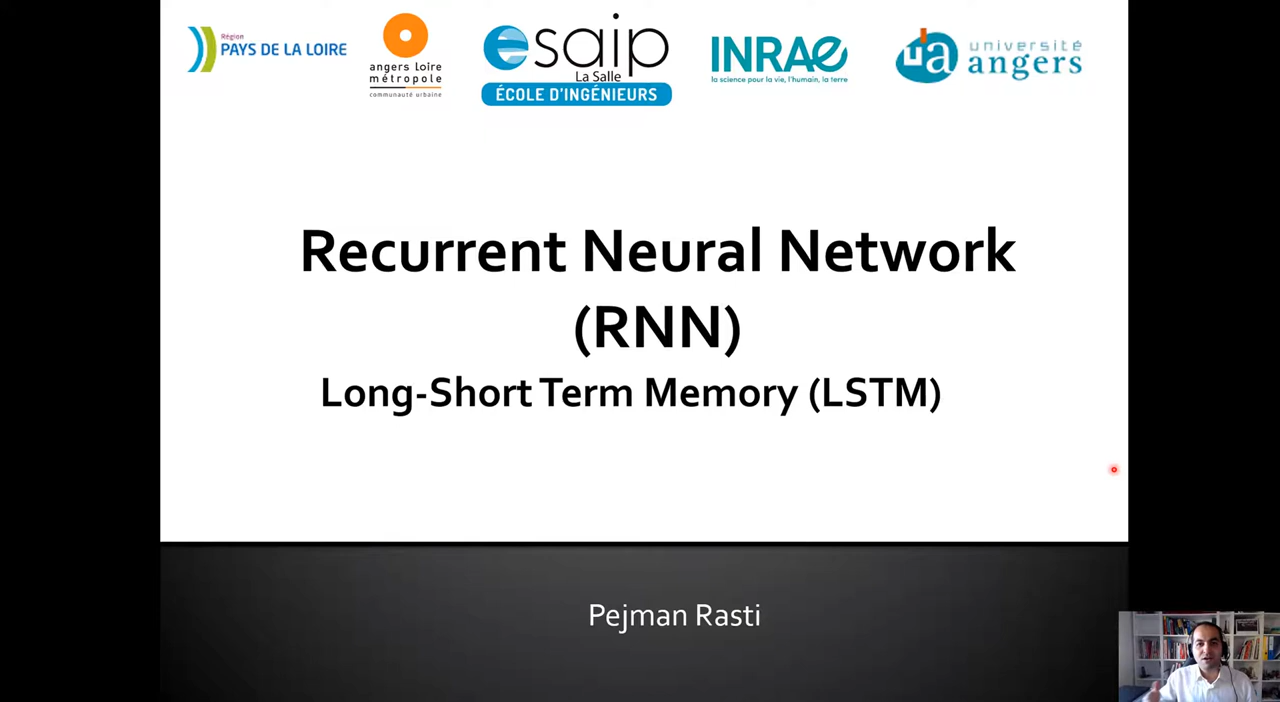 Région
PAYS DE LA LOIRE
angers Loire
métropole
communauté urbaine
esaip
La Salle
ÉCOLE D'INGÉNIEURS
INRAE
la science pour la vie, l'humain, la terre
ua
université
angers
Recurrent Neural Network
(RNN)
Long-Short Term Memory (LSTM)
Pejman Rasti